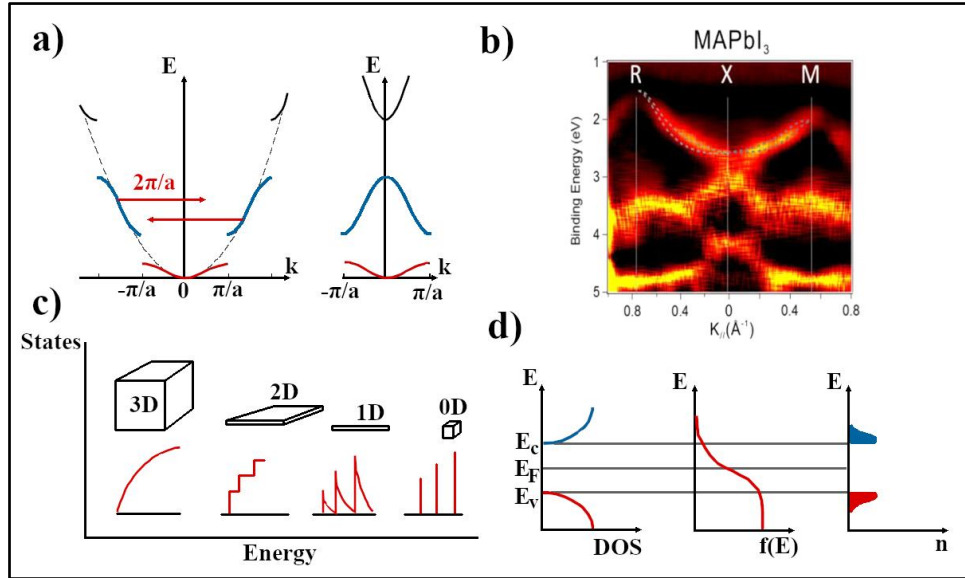 a)
E
E
2π/a
k
k
-π/a
0
π/a
-π/a
π/a
b)
MAPbI₃
R X M
Binding Energy (eV)
1
2
3
4
5
0.8 0.4 0 0.4 0.8
K//(Å⁻¹)
c)
States
3D
2D
1D
0D
Energy
d)
E
E
E
Ec
EF
Ev
DOS
f(E)
n